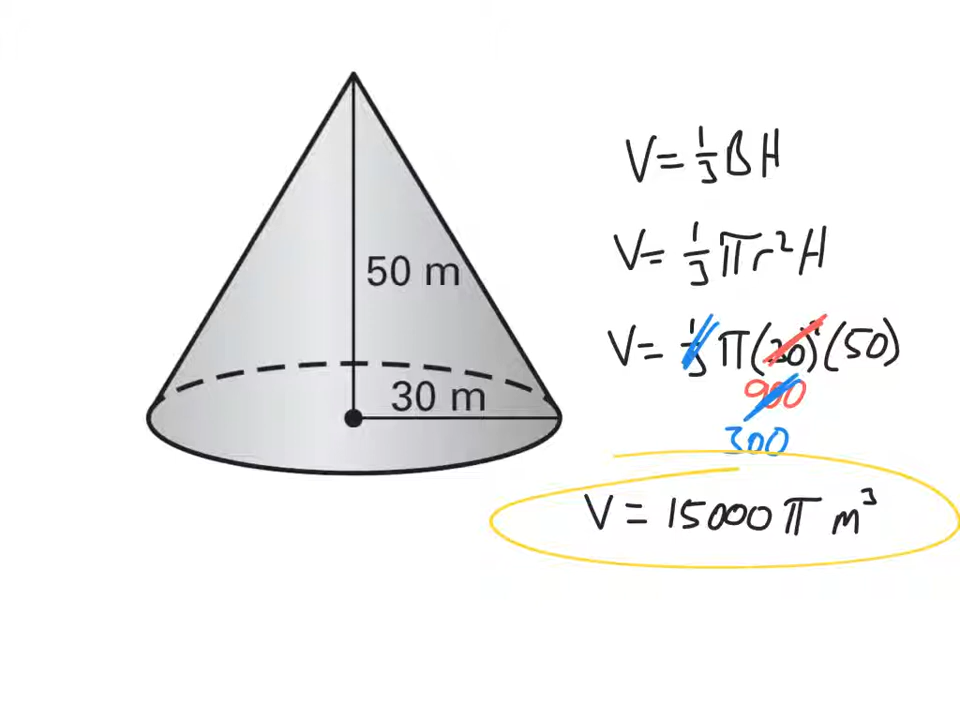 50 m
30 m
V = 1/3 B H
V = 1/3 π r² H
V = 1/3 π (30)² (50)
900
300
V = 15000 π m³